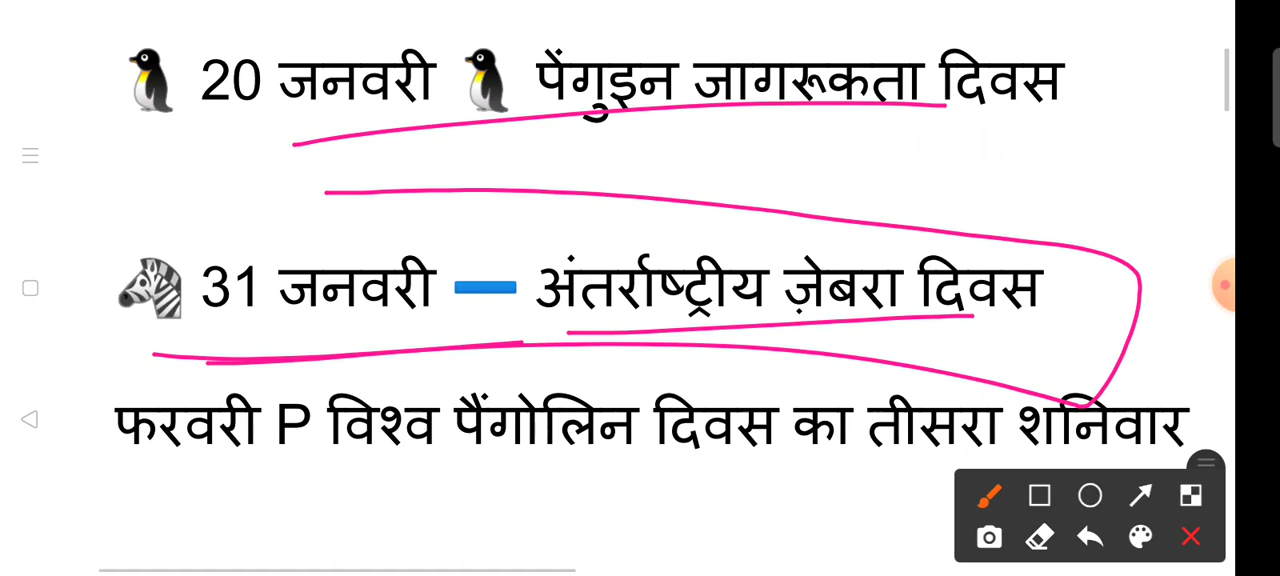 🐧 20 जनवरी 🐧 पेंगुइन जागरूकता दिवस
🦓 31 जनवरी ➖ अंतर्राष्ट्रीय ज़ेबरा दिवस
फरवरी P विश्व पैंगोलिन दिवस का तीसरा शनिवार